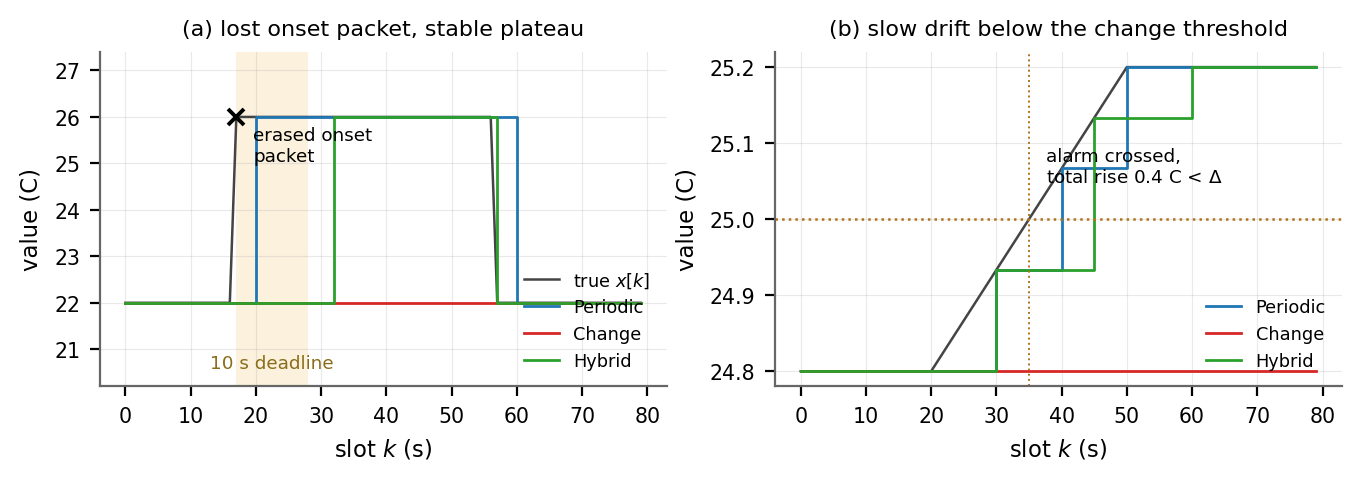 (a) lost onset packet, stable plateau
value (C)
27
26
25
24
23
22
21
erased onset
packet
10 s deadline
true x[k]
Periodic
Change
Hybrid
0 10 20 30 40 50 60 70 80
slot k (s)
(b) slow drift below the change threshold
value (C)
25.2
25.1
25.0
24.9
24.8
alarm crossed,
total rise 0.4 C < Δ
Periodic
Change
Hybrid
0 10 20 30 40 50 60 70 80
slot k (s)